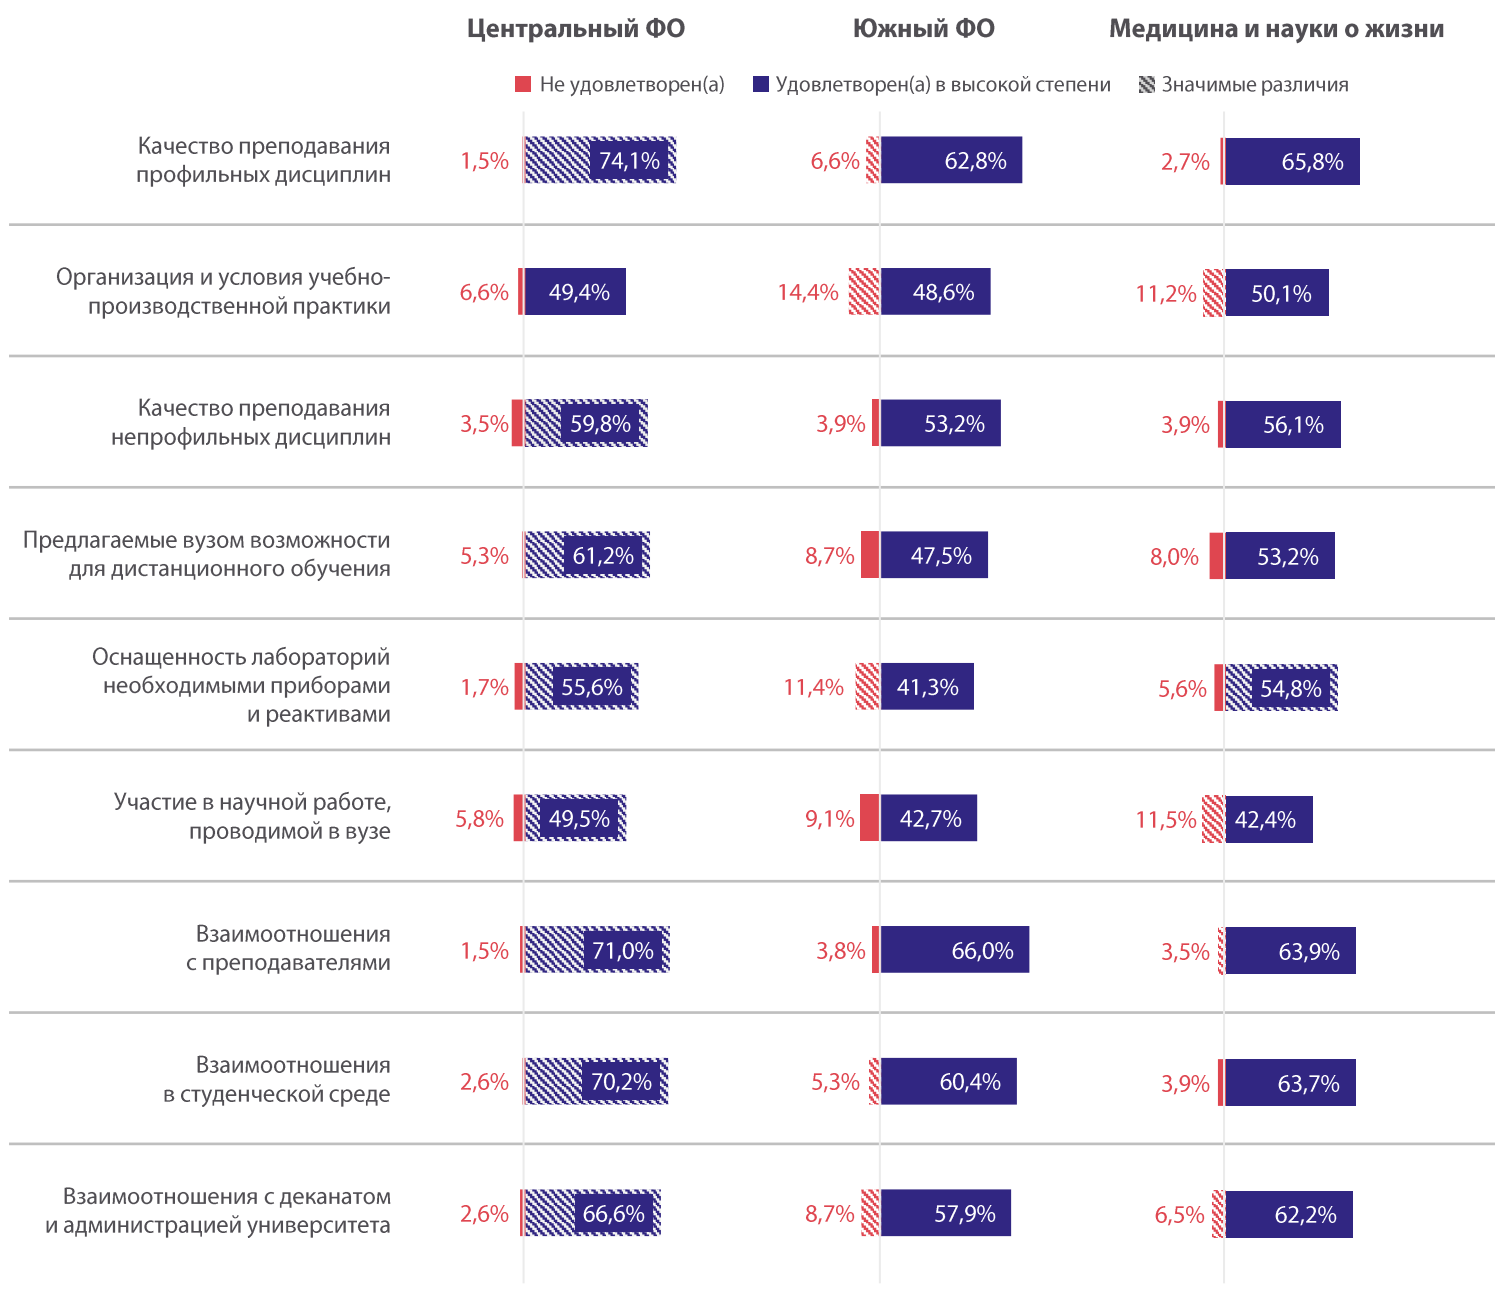 Центральный ФО
Южный ФО
Медицина и науки о жизни
Не удовлетворен(а)
Удовлетворен(а) в высокой степени
Значимые различия
Качество преподавания
профильных дисциплин
1,5%
74,1%
6,6%
62,8%
2,7%
65,8%
Организация и условия учебно-
производственной практики
6,6%
49,4%
14,4%
48,6%
11,2%
50,1%
Качество преподавания
непрофильных дисциплин
3,5%
59,8%
3,9%
53,2%
3,9%
56,1%
Предлагаемые вузом возможности
для дистанционного обучения
5,3%
61,2%
8,7%
47,5%
8,0%
53,2%
Оснащенность лабораторий
необходимыми приборами
и реактивами
1,7%
55,6%
11,4%
41,3%
5,6%
54,8%
Участие в научной работе,
проводимой в вузе
5,8%
49,5%
9,1%
42,7%
11,5%
42,4%
Взаимоотношения
с преподавателями
1,5%
71,0%
3,8%
66,0%
3,5%
63,9%
Взаимоотношения
в студенческой среде
2,6%
70,2%
5,3%
60,4%
3,9%
63,7%
Взаимоотношения с деканатом
и администрацией университета
2,6%
66,6%
8,7%
57,9%
6,5%
62,2%